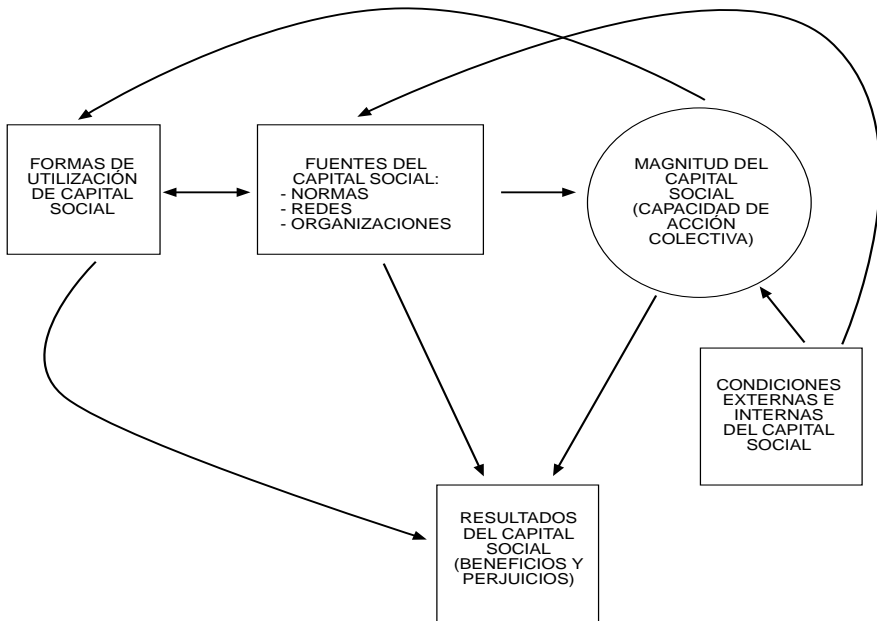 FORMAS DE
UTILIZACIÓN
DE CAPITAL
SOCIAL
FUENTES DEL
CAPITAL SOCIAL:
- NORMAS
- REDES
- ORGANIZACIONES
MAGNITUD DEL
CAPITAL
SOCIAL
(CAPACIDAD DE
ACCIÓN
COLECTIVA)
CONDICIONES
EXTERNAS E
INTERNAS
DEL CAPITAL
SOCIAL
RESULTADOS
DEL CAPITAL
SOCIAL
(BENEFICIOS Y
PERJUICIOS)